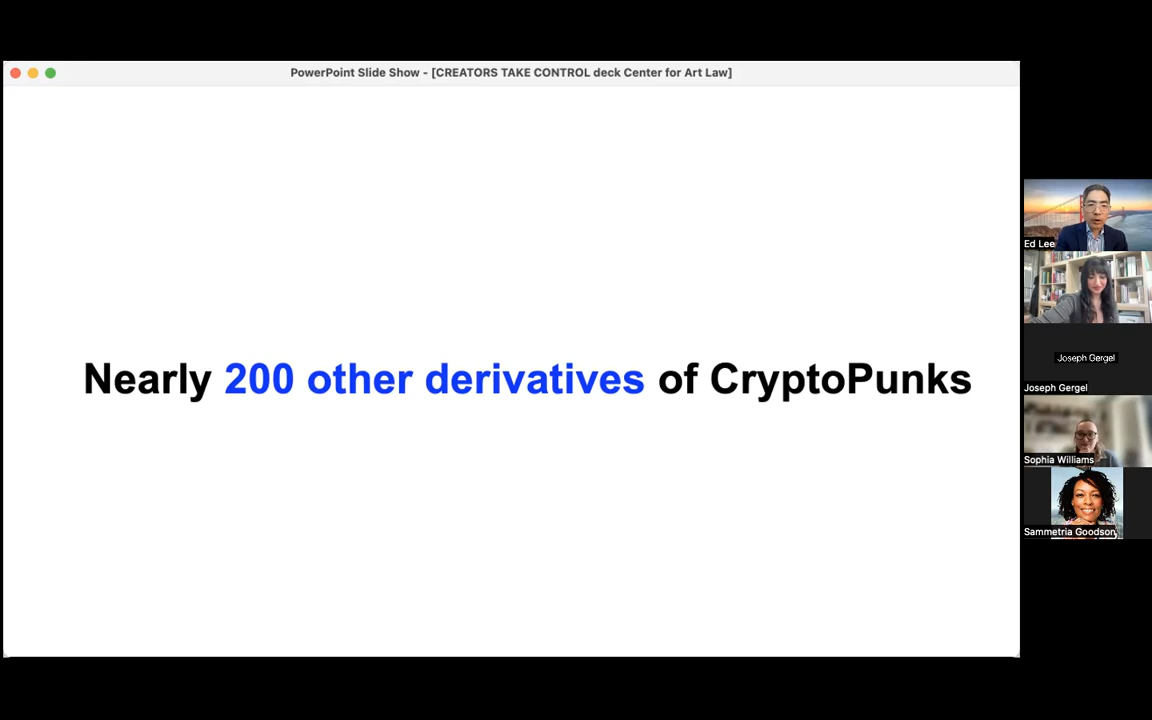 PowerPoint Slide Show - [CREATORS TAKE CONTROL deck Center for Art Law]
Nearly 200 other derivatives of CryptoPunks
Ed Lee
Joseph Gergel
Joseph Gergel
Sophia Williams
Sammetria Goodson